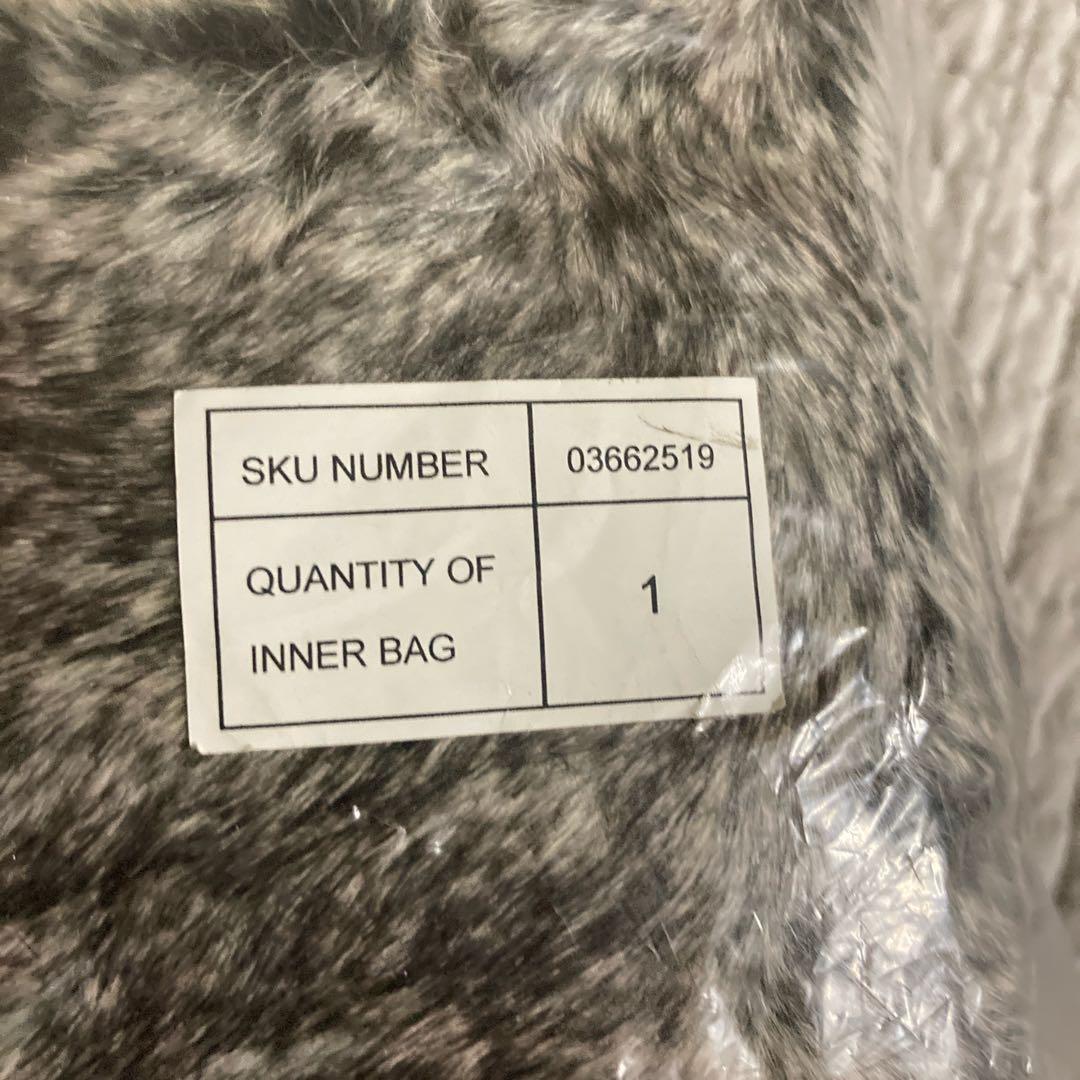 SKU NUMBER 03662519
QUANTITY OF
INNER BAG 1